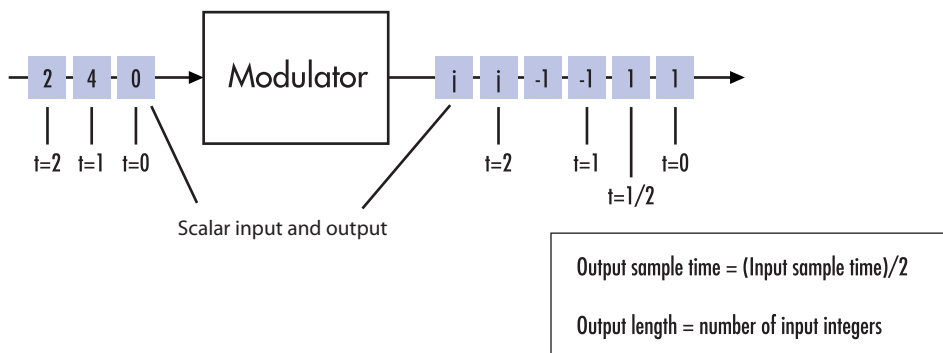 Modulator
2 4 0
j j -1 -1 1 1
t=2 t=1 t=0
t=2 t=1 t=0
t=1/2
Scalar input and output
Output sample time = (Input sample time)/2
Output length = number of input integers